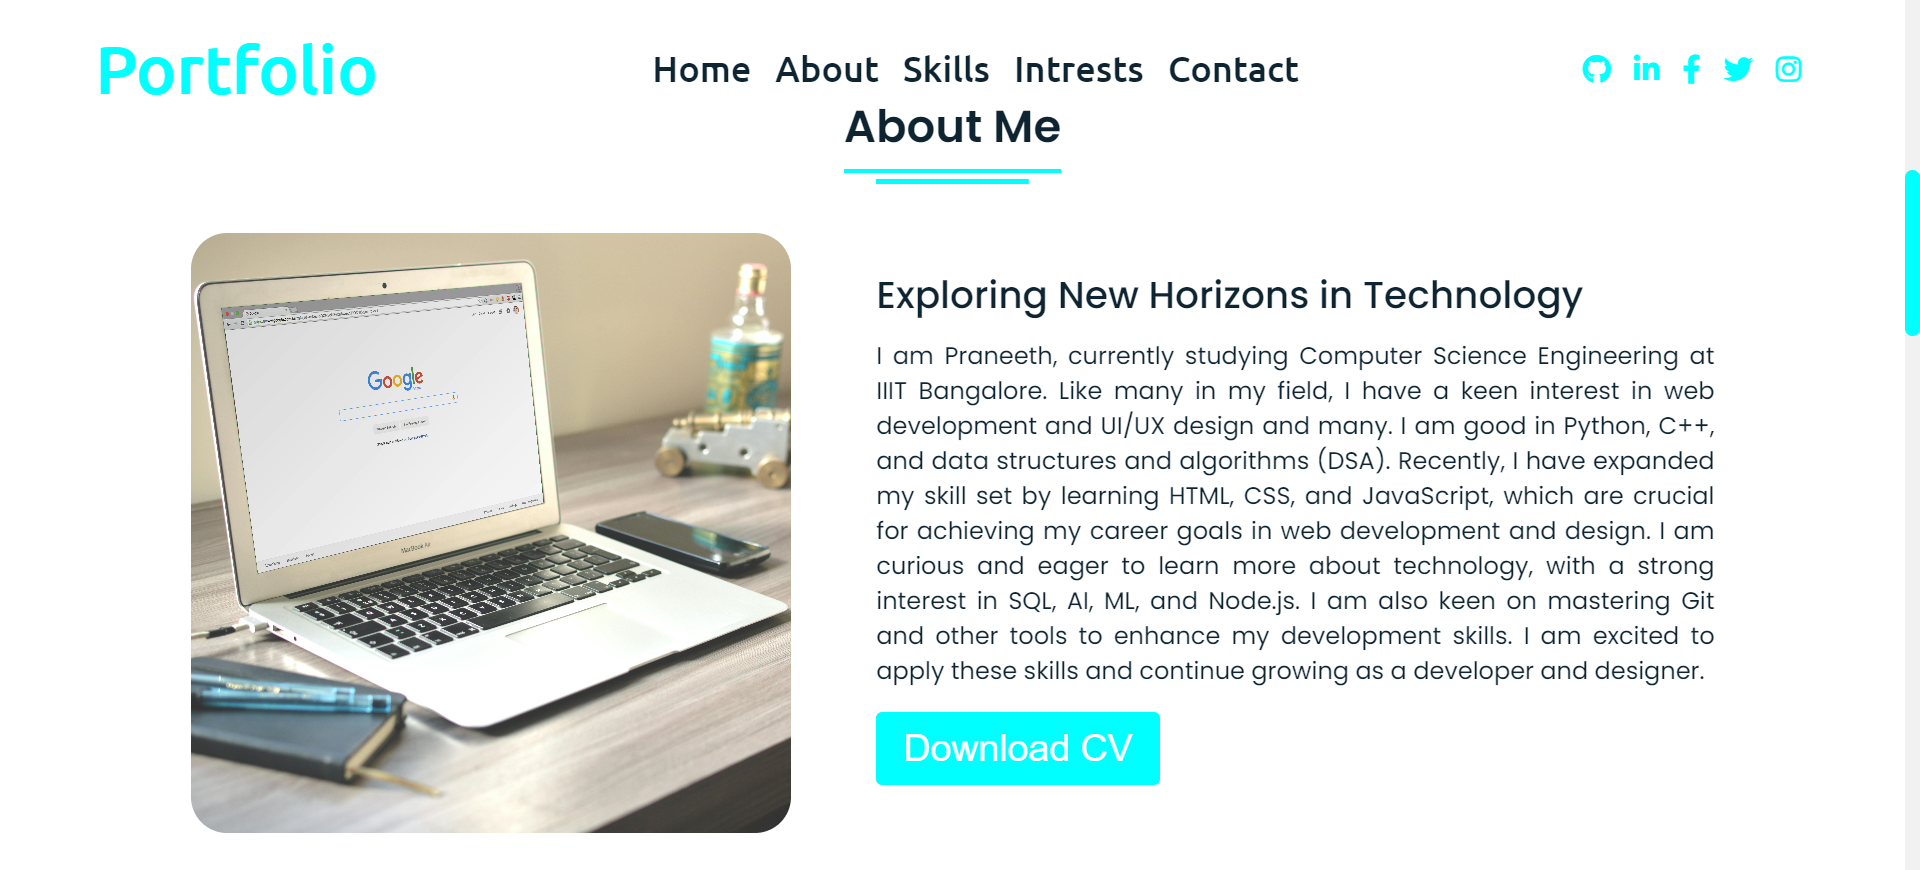 Portfolio
Home About Skills Intrests Contact
About Me
Google
MacBook Air
Exploring New Horizons in Technology
I am Praneeth, currently studying Computer Science Engineering at
IIIT Bangalore. Like many in my field, I have a keen interest in web
development and UI/UX design and many. I am good in Python, C++,
and data structures and algorithms (DSA). Recently, I have expanded
my skill set by learning HTML, CSS, and JavaScript, which are crucial
for achieving my career goals in web development and design. I am
curious and eager to learn more about technology, with a strong
interest in SQL, AI, ML, and Node.js. I am also keen on mastering Git
and other tools to enhance my development skills. I am excited to
apply these skills and continue growing as a developer and designer.
Download CV